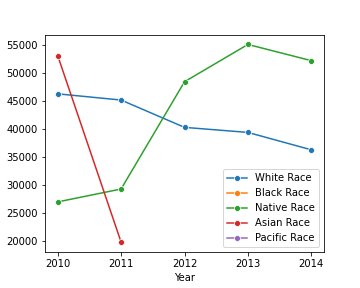 55000
50000
45000
40000
35000
30000
25000
20000
White Race
Black Race
Native Race
Asian Race
Pacific Race
2010 2011 2012 2013 2014
Year